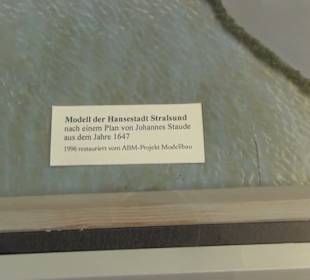 Modell der Hansestadt Stralsund
nach einem Plan von Johannes Staude
aus dem Jahre 1647
1996 restauriert vom ABM-Projekt Modellbau